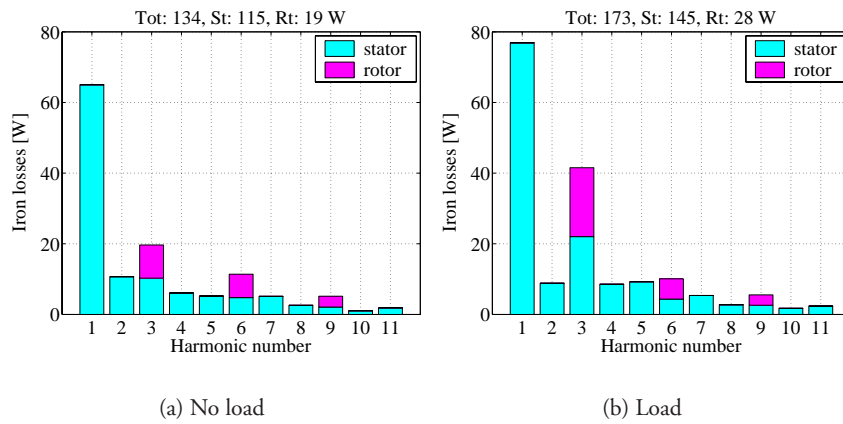 Tot: 134, St: 115, Rt: 19 W
80
60
40
20
0
Iron losses [W]
stator
rotor
1 2 3 4 5 6 7 8 9 10 11
Harmonic number
(a) No load
Tot: 173, St: 145, Rt: 28 W
80
60
40
20
0
Iron losses [W]
stator
rotor
1 2 3 4 5 6 7 8 9 10 11
Harmonic number
(b) Load